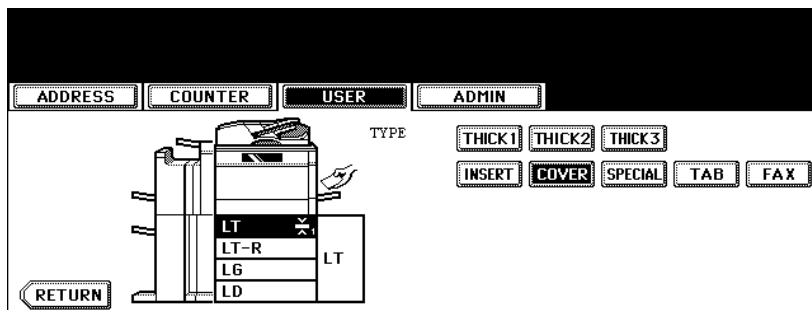 ADDRESS COUNTER USER ADMIN
TYPE THICK1 THICK2 THICK3
INSERT COVER SPECIAL TAB FAX
LT 1
LT-R
LT
LG
LD
RETURN